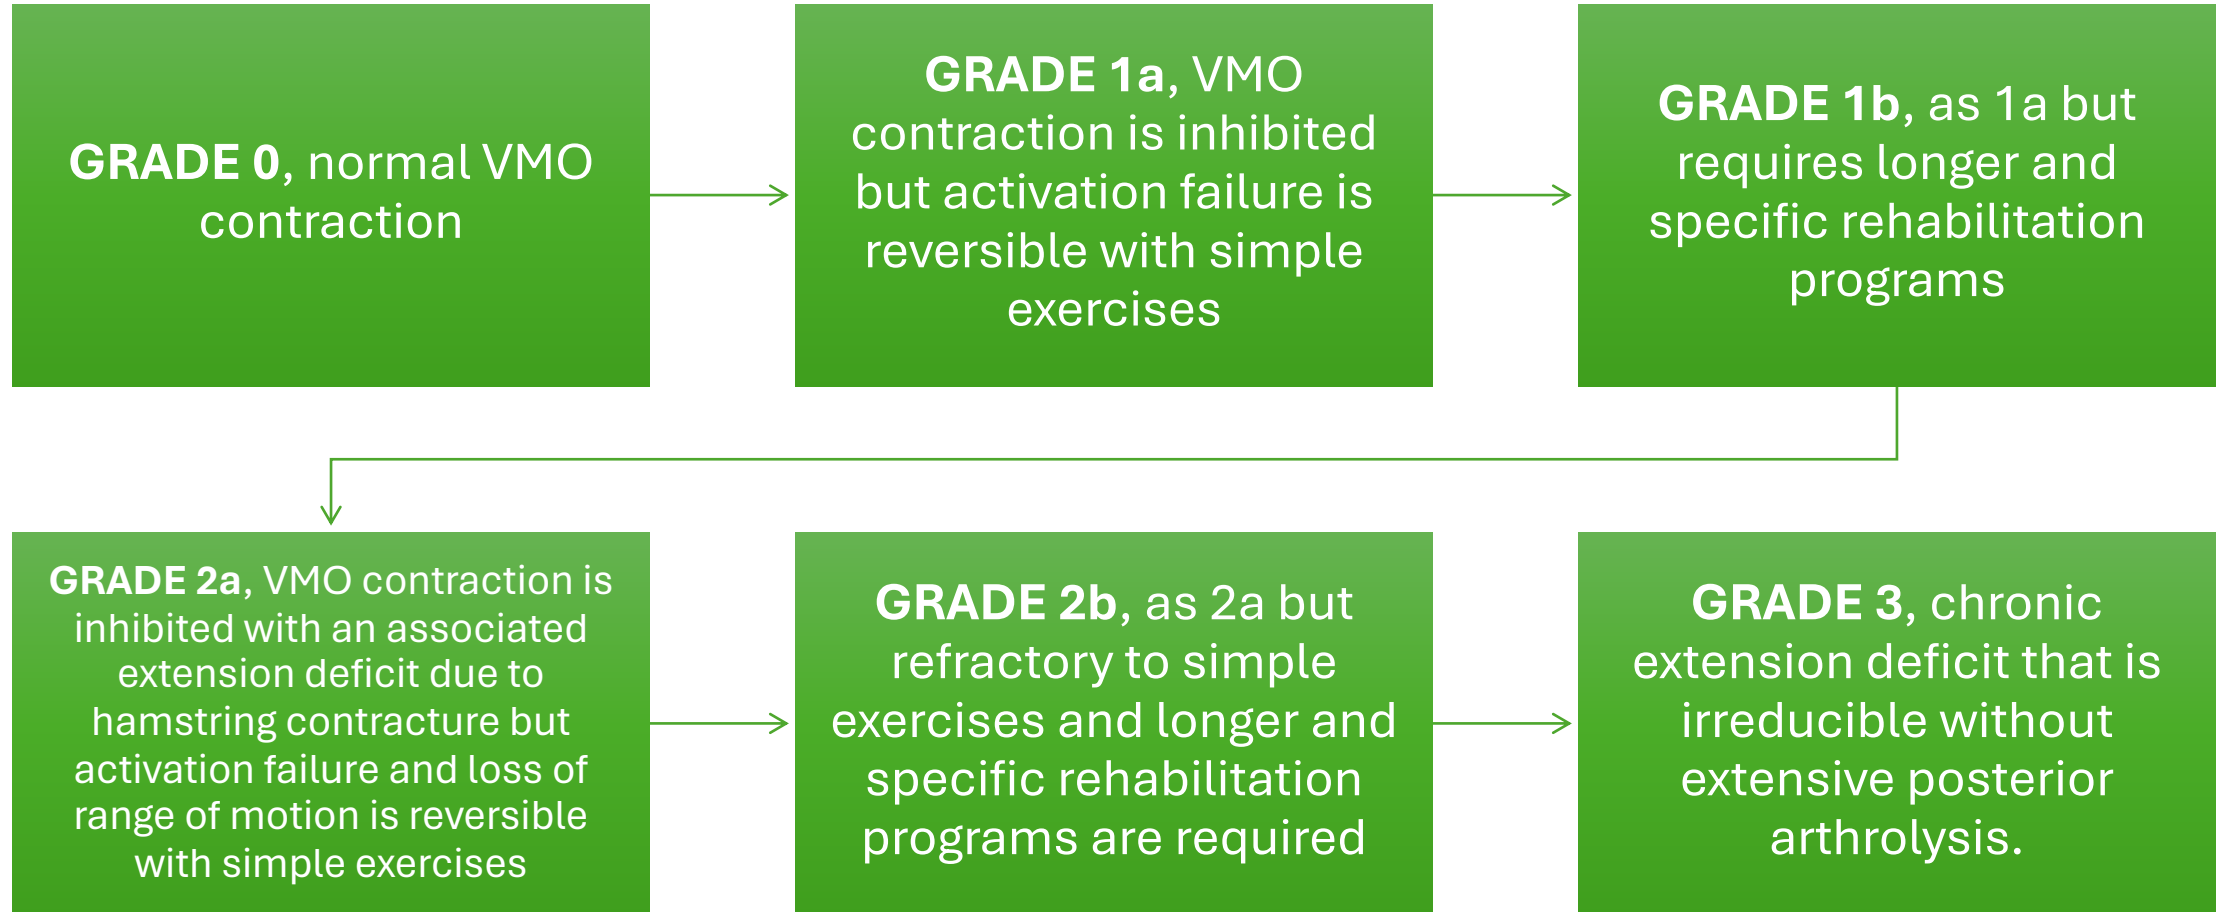 GRADE 0, normal VMO
contraction
GRADE 1a, VMO
contraction is inhibited
but activation failure is
reversible with simple
exercises
GRADE 1b, as 1a but
requires longer and
specific rehabilitation
programs
GRADE 2a, VMO contraction is
inhibited with an associated
extension deficit due to
hamstring contracture but
activation failure and loss of
range of motion is reversible
with simple exercises
GRADE 2b, as 2a but
refractory to simple
exercises and longer and
specific rehabilitation
programs are required
GRADE 3, chronic
extension deficit that is
irreducible without
extensive posterior
arthrolysis.